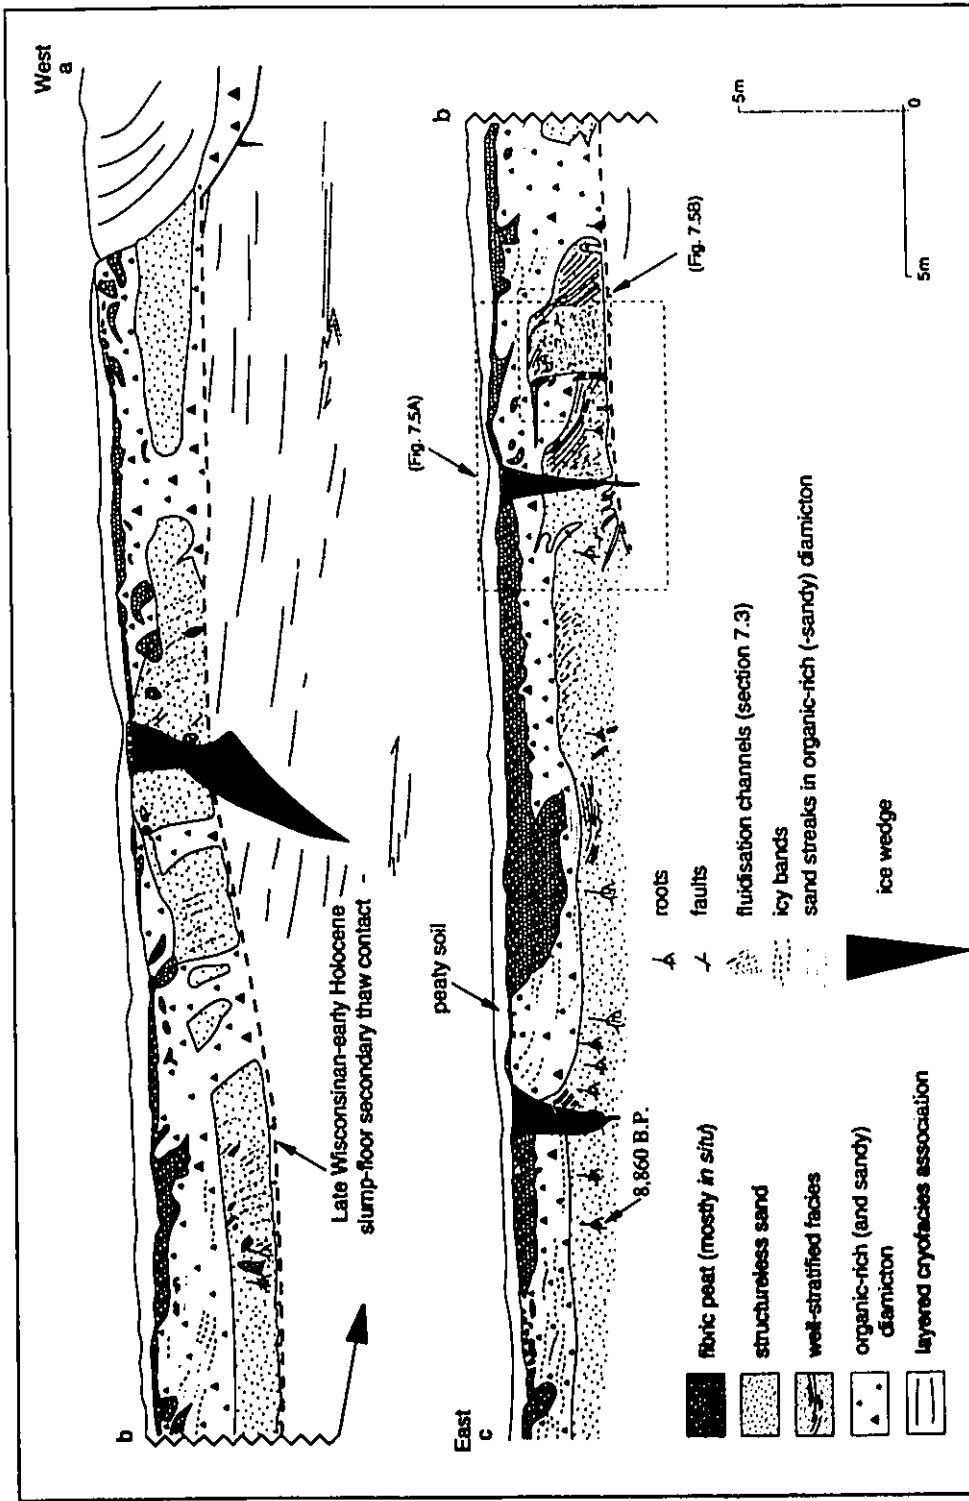 West
a
b
Late Wisconsinan-early Holocene
slump-floor secondary thaw contact
b
(Fig. 7.5A)
(Fig. 7.5B)
peaty soil
8,860 B.P.
East
c
5m
0
5m
fibric peat (mostly in situ)
structureless sand
well-stratified facies
organic-rich (and sandy)
diamicton
layered cryofacies association
roots
faults
fluidisation channels (section 7.3)
icy bands
sand streaks in organic-rich (-sandy) diamicton
ice wedge